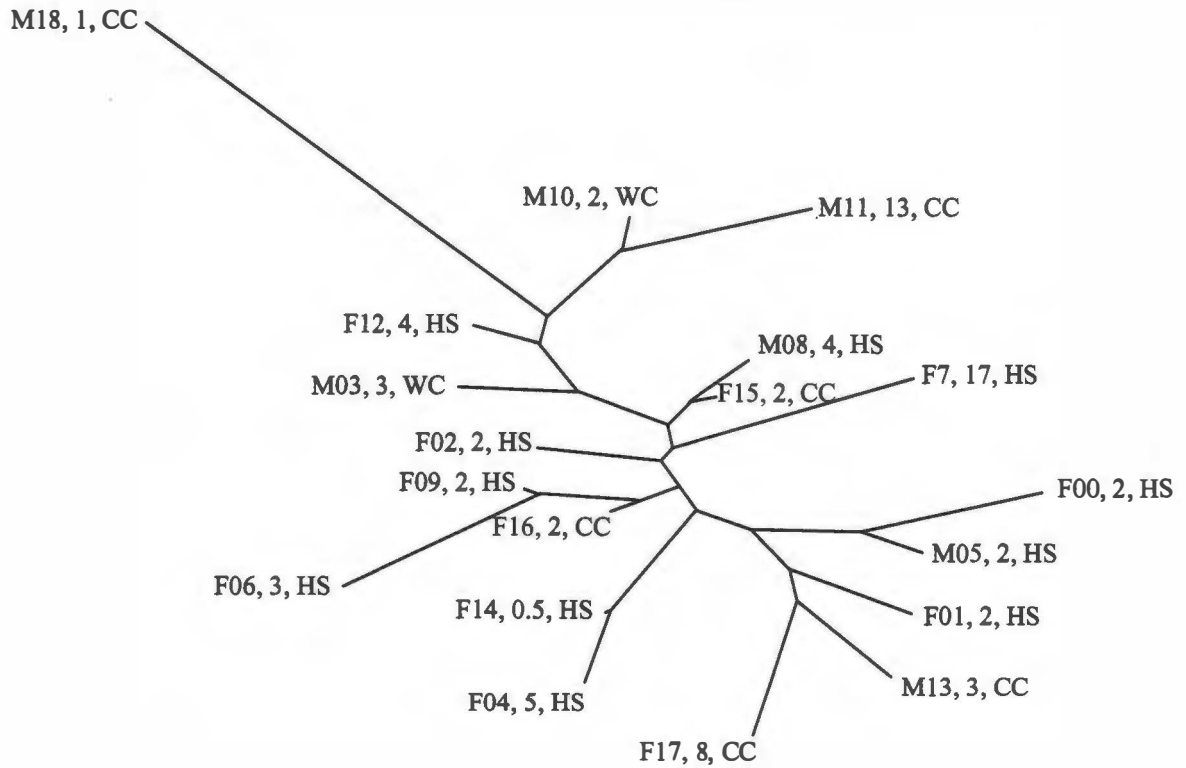 M18, 1, CC
M10, 2, WC
M11, 13, CC
F12, 4, HS
M08, 4, HS
F7, 17, HS
M03, 3, WC
F15, 2, CC
F02, 2, HS
F09, 2, HS
F00, 2, HS
F16, 2, CC
M05, 2, HS
F06, 3, HS
F14, 0.5, HS
F01, 2, HS
M13, 3, CC
F04, 5, HS
F17, 8, CC